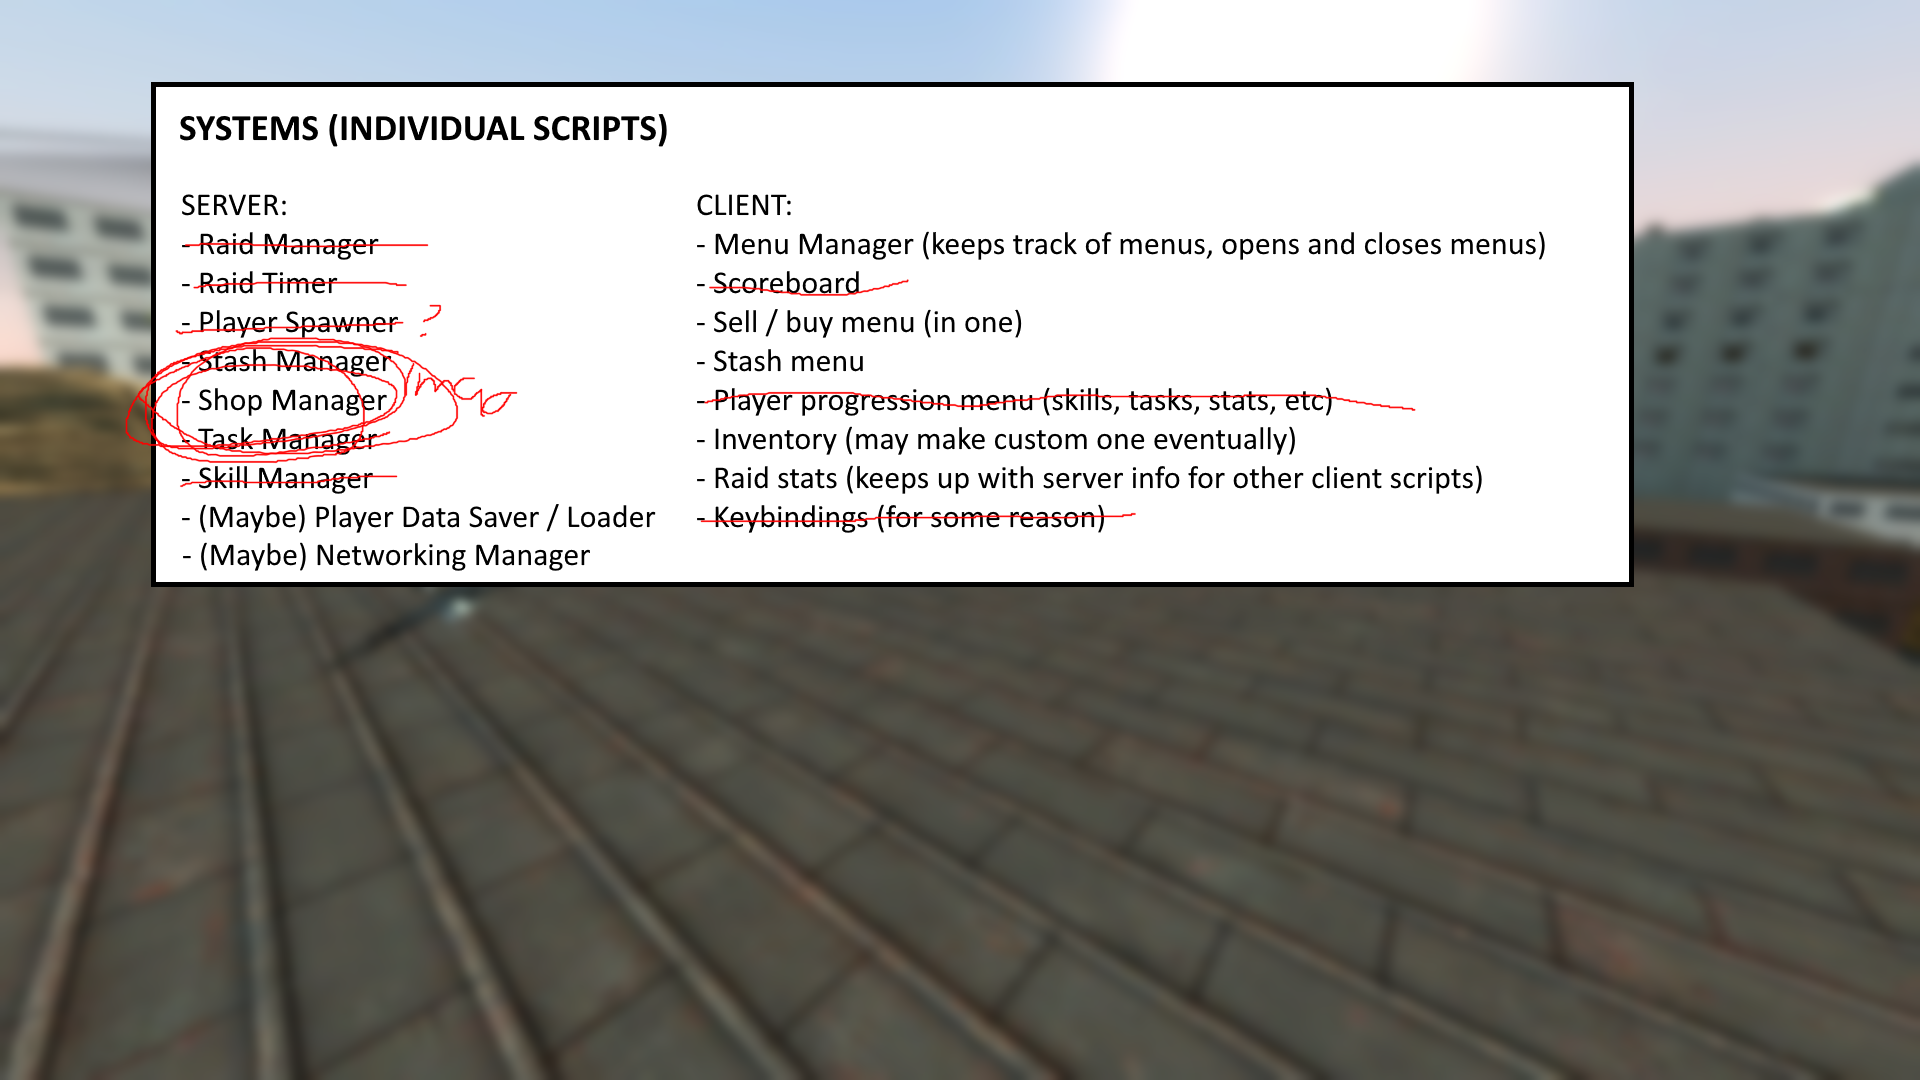 SYSTEMS (INDIVIDUAL SCRIPTS)
SERVER:
- Raid Manager
- Raid Timer
- Player Spawner ?
- Stash Manager
- Shop Manager
- Task Manager
- Skill Manager
- (Maybe) Player Data Saver / Loader
- (Maybe) Networking Manager
CLIENT:
- Menu Manager (keeps track of menus, opens and closes menus)
- Scoreboard
- Sell / buy menu (in one)
- Stash menu
- Player progression menu (skills, tasks, stats, etc)
- Inventory (may make custom one eventually)
- Raid stats (keeps up with server info for other client scripts)
- Keybindings (for some reason)